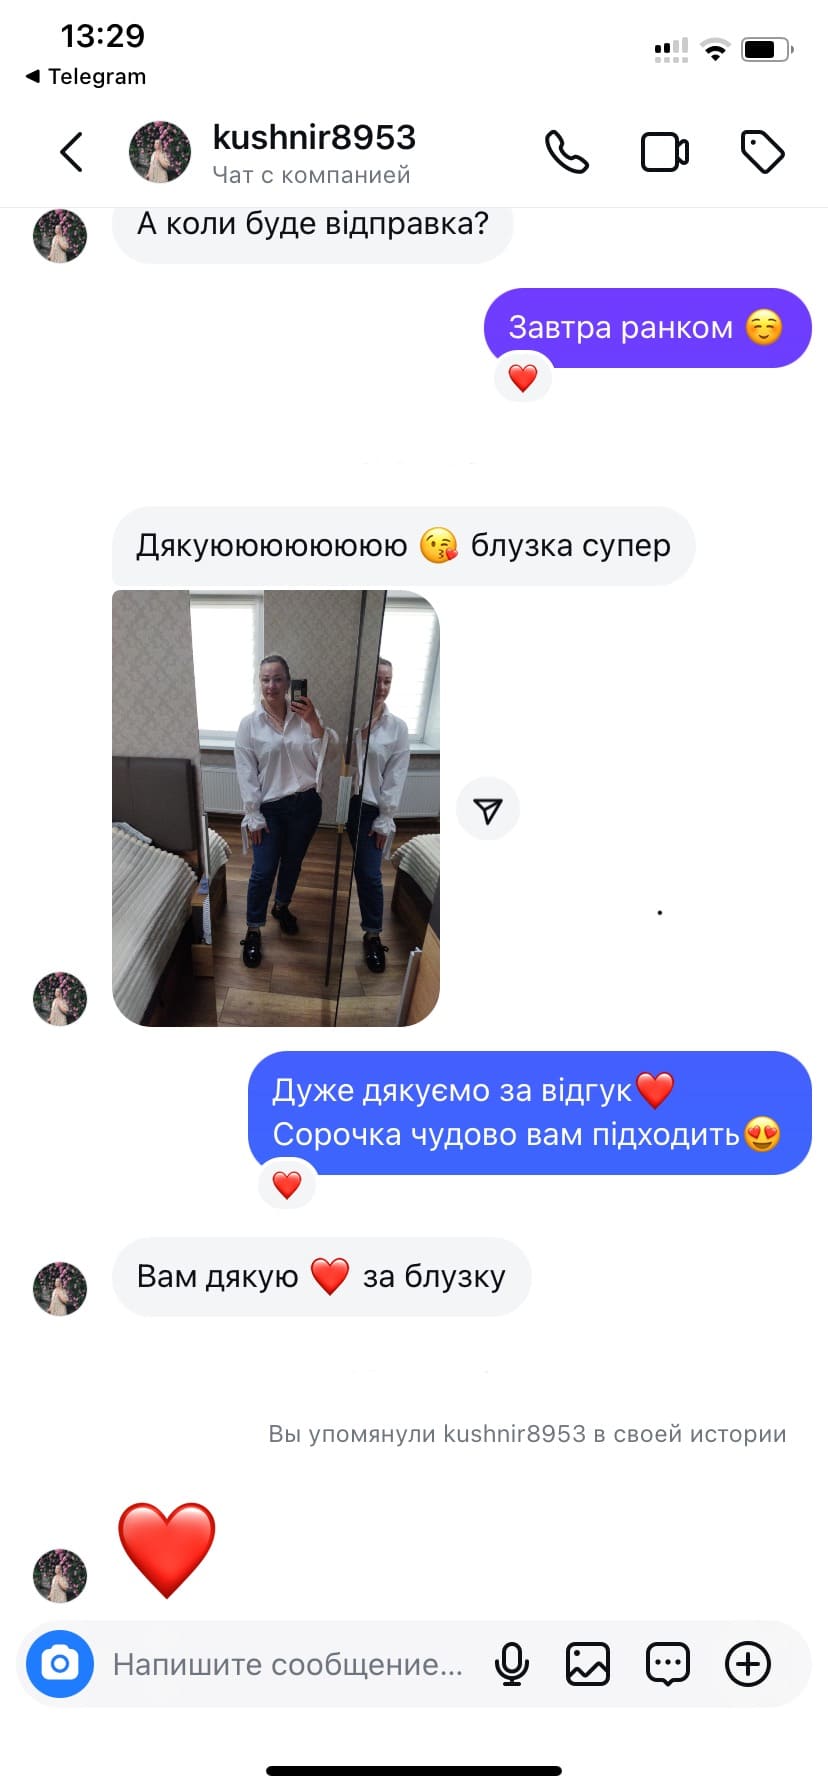 13:29
◀ Telegram
kushnir8953
Чат с компанией
А коли буде відправка?
Завтра ранком ☺️
❤️
Дякуююююююю 😘 блузка супер
Дуже дякуємо за відгук❤️
Сорочка чудово вам підходить😍
❤️
Вам дякую ❤️ за блузку
Вы упомянули kushnir8953 в своей истории
❤️
Напишите сообщение...